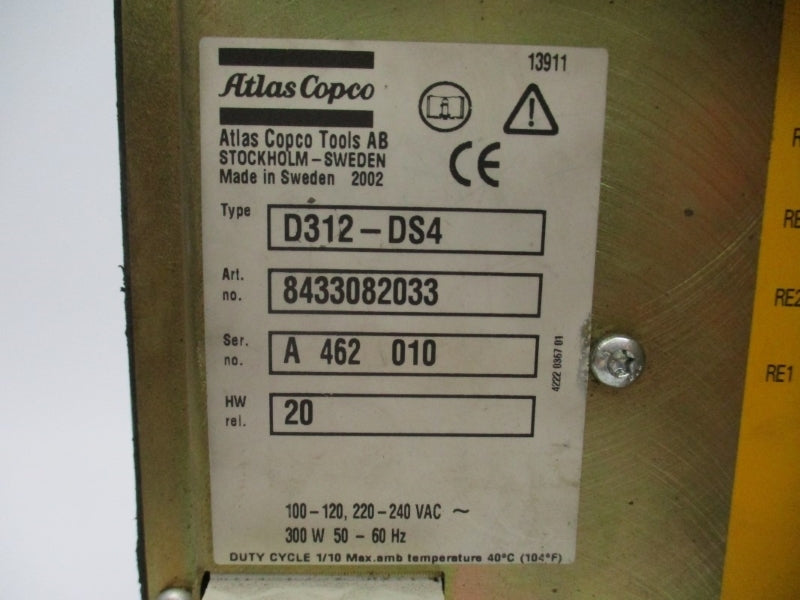 13911
Atlas Copco
Atlas Copco Tools AB
STOCKHOLM – SWEDEN
Made in Sweden 2002
CE
Type D312 – DS4
Art. no. 8433082033
Ser. no. A 462 010
HW rel. 20
4222 0367 01
100 – 120, 220 – 240 VAC ~
300 W 50 – 60 Hz
DUTY CYCLE 1/10 Max.amb temperature 40°C (104°F)
RE2
RE1